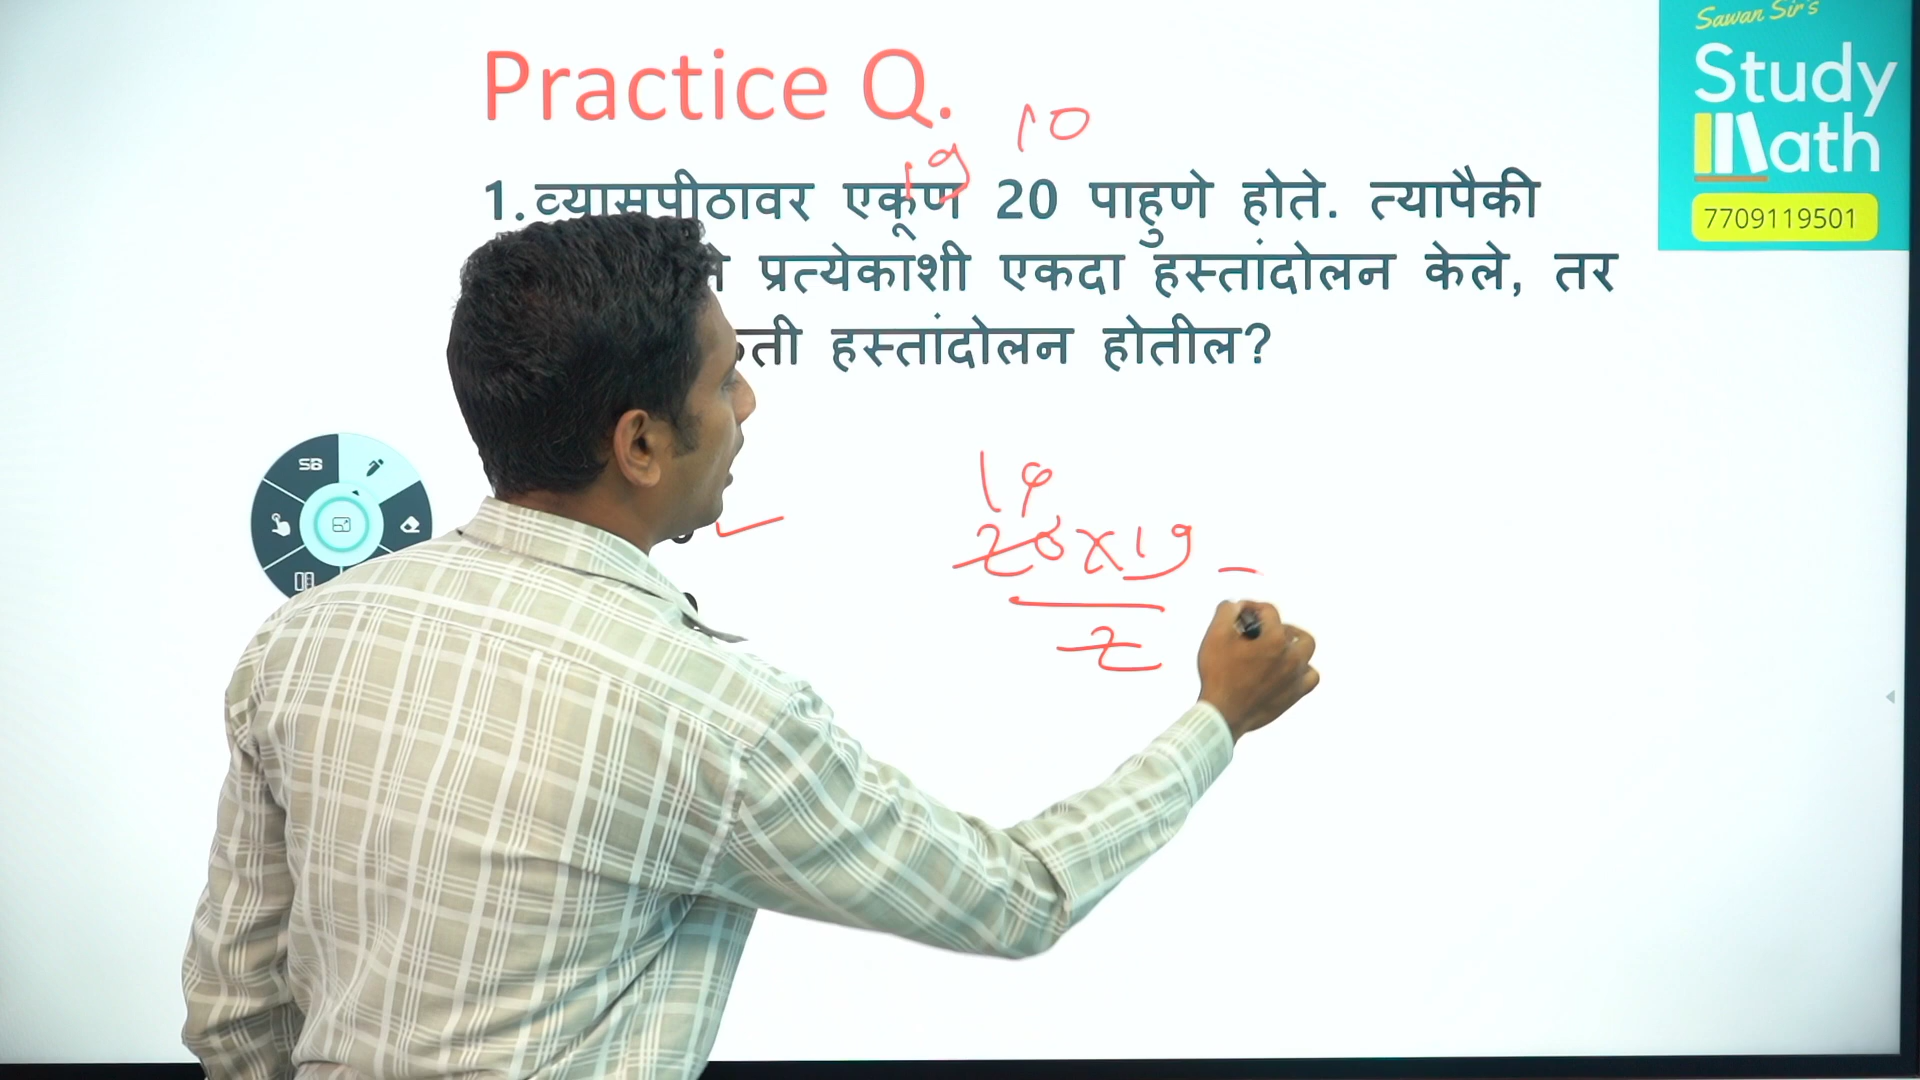 Practice Q.
10
19
1. व्यासपीठावर एकूण 20 पाहुणे होते. त्यापैकी
प्रत्येकाशी एकदा हस्तांदोलन केले, तर
हस्तांदोलन होतील?
20x19
2
Sawan Sir's
Study
Math
7709119501